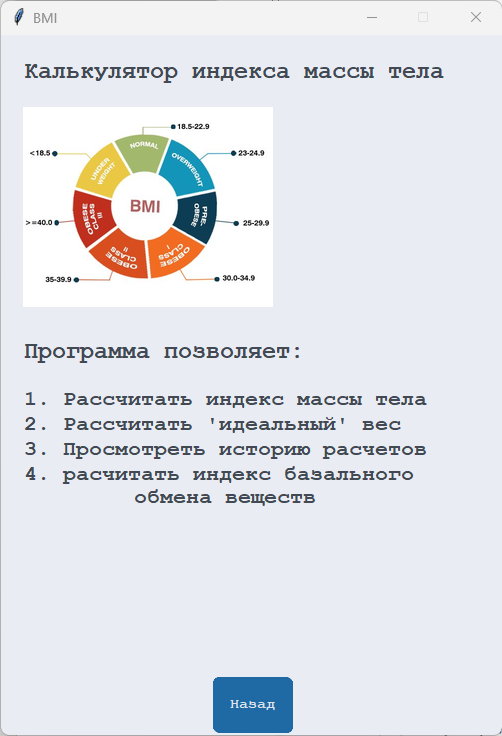 BMI
Калькулятор индекса массы тела
18.5-22.9
NORMAL
<18.5
23-24.9
UNDER
WEIGHT
OVERWEIGHT
BMI
>=40.0
OBESE
CLASS
III
PRE-
OBESE
25-29.9
OBESE
CLASS
II
OBESE
CLASS
I
35-39.9
30.0-34.9
Программа позволяет:
1. Рассчитать индекс массы тела
2. Рассчитать 'идеальный' вес
3. Просмотреть историю расчетов
4. расчитать индекс базального
обмена веществ
Назад